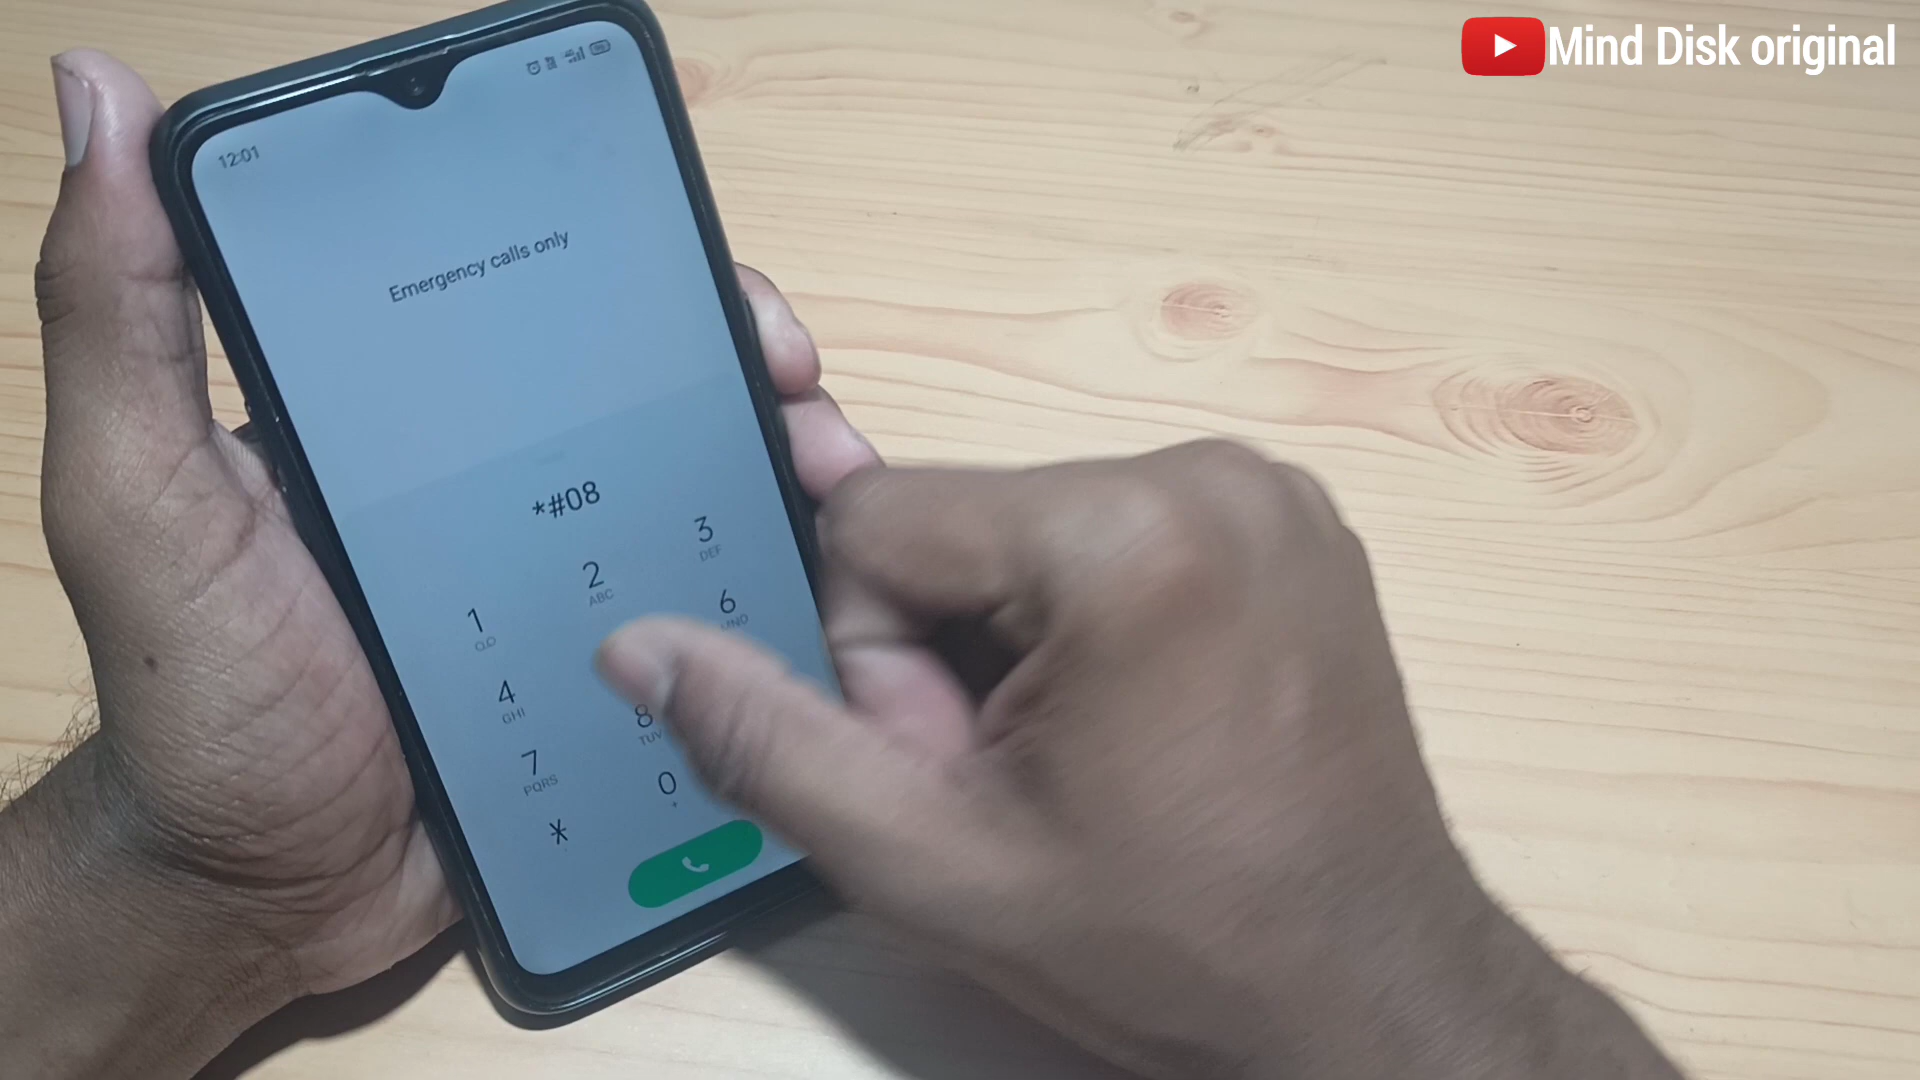 Mind Disk original
12:01
Emergency calls only
*#08
1
2 ABC
3 DEF
4 GHI
6 MNO
7 PQRS
8 TUV
* 0 +